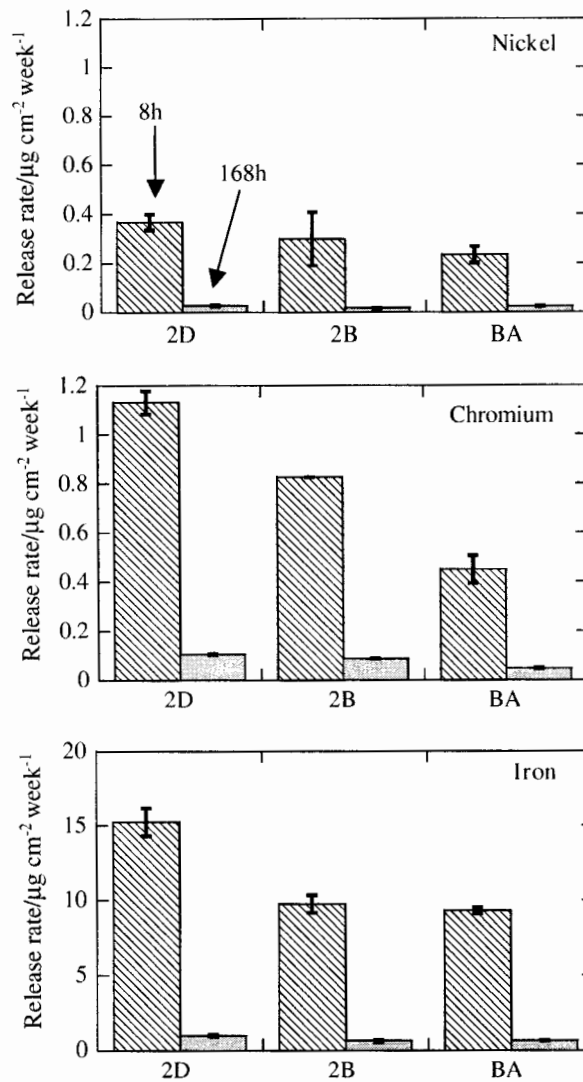 1.2
Nickel
1
0.8
8h
0.6
168h
0.4
0.2
0
Release rate/µg cm⁻² week⁻¹
2D 2B BA
1.2
Chromium
1
0.8
0.6
0.4
0.2
0
Release rate/µg cm⁻² week⁻¹
2D 2B BA
20
Iron
15
10
5
0
Release rate/µg cm⁻² week⁻¹
2D 2B BA